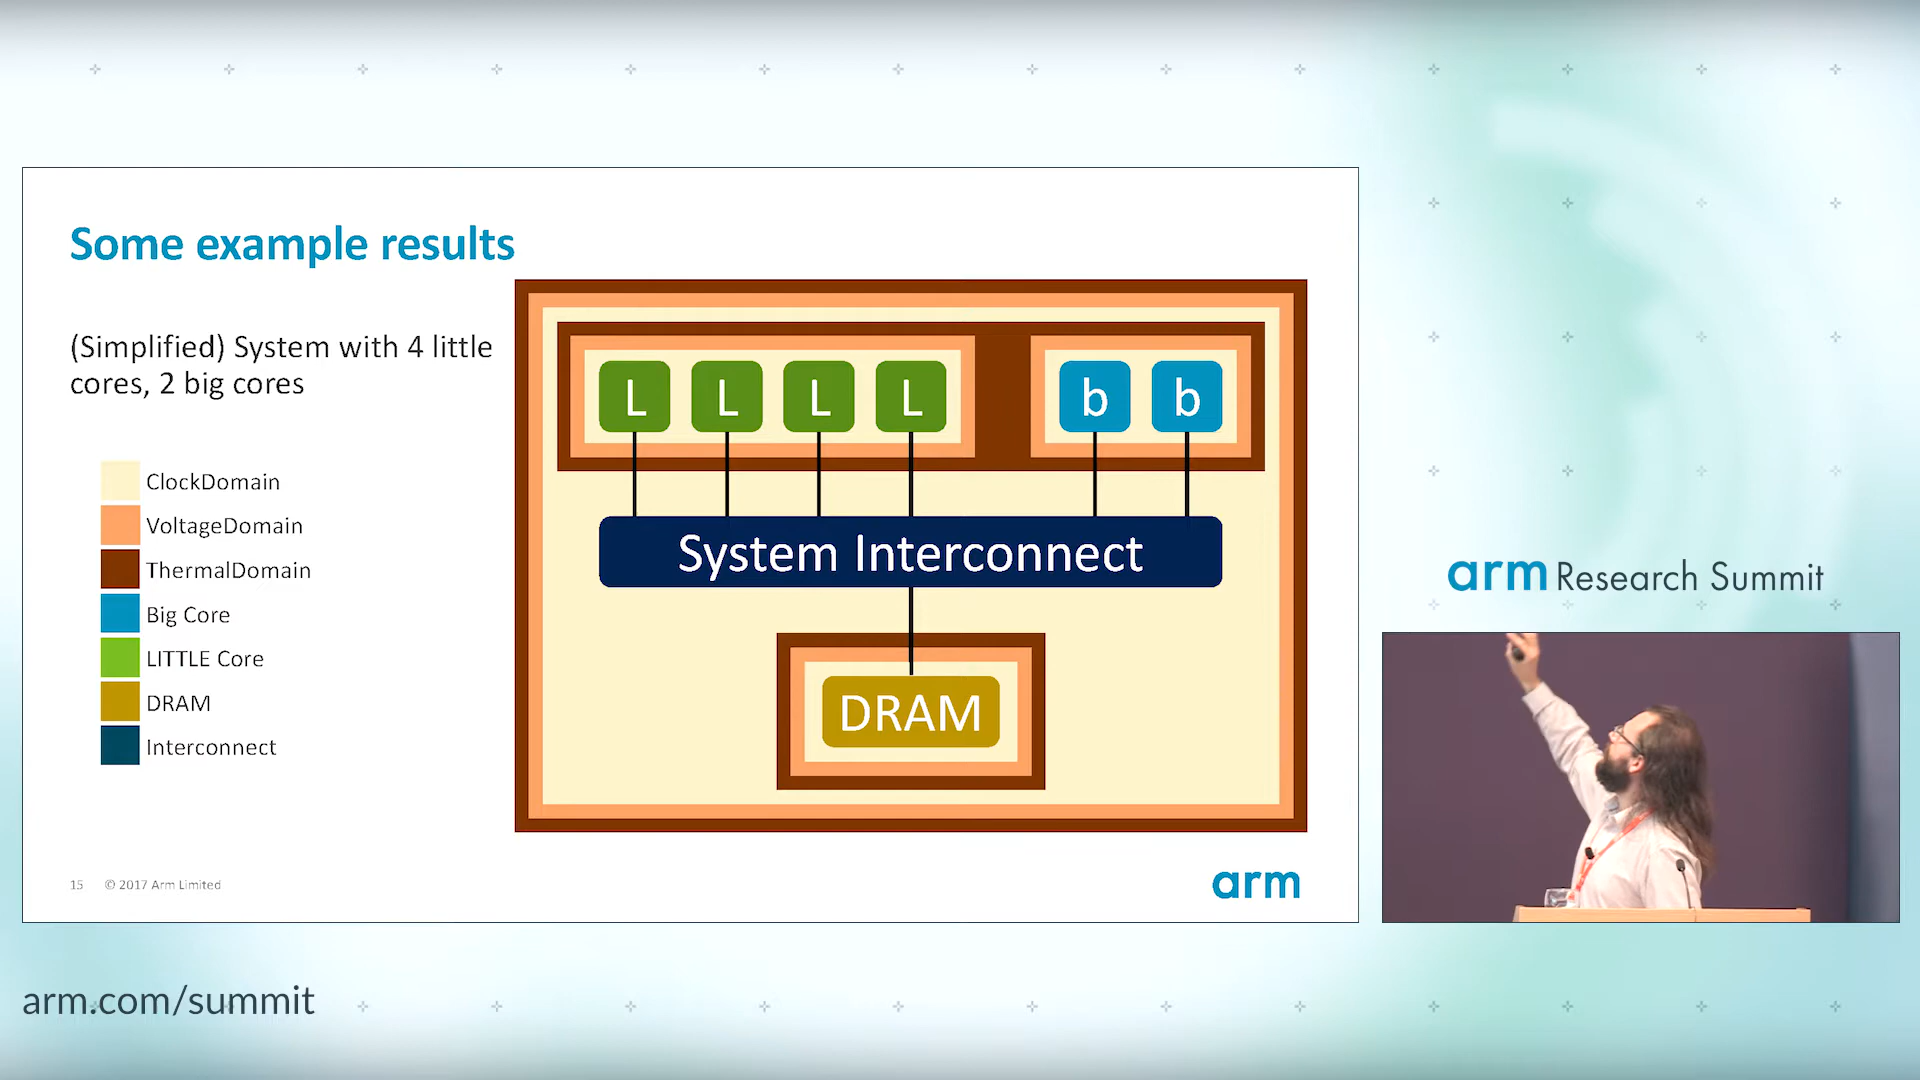 Some example results
(Simplified) System with 4 little
cores, 2 big cores
ClockDomain
VoltageDomain
ThermalDomain
Big Core
LITTLE Core
DRAM
Interconnect
L L L L b b
System Interconnect
DRAM
15 © 2017 Arm Limited
arm
arm Research Summit
arm.com/summit